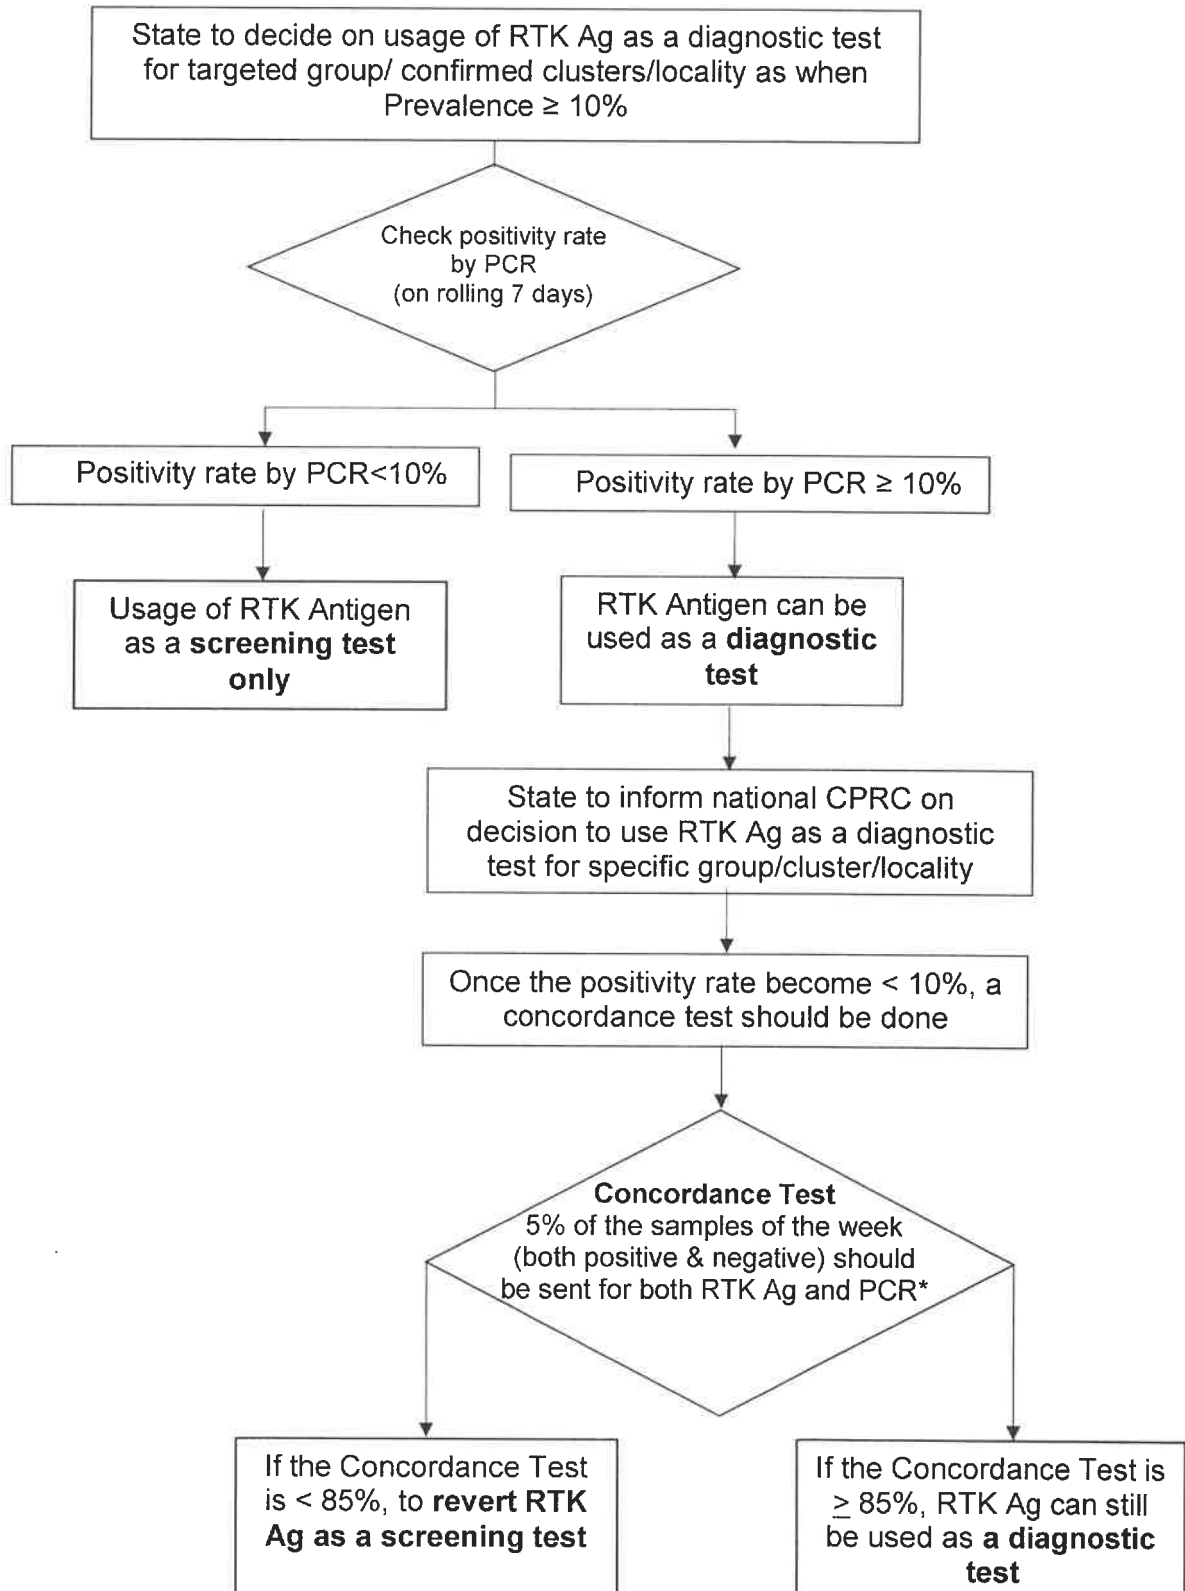 State to decide on usage of RTK Ag as a diagnostic test
for targeted group/ confirmed clusters/locality as when
Prevalence ≥ 10%
Check positivity rate
by PCR
(on rolling 7 days)
Positivity rate by PCR<10%
Positivity rate by PCR ≥ 10%
Usage of RTK Antigen
as a screening test
only
RTK Antigen can be
used as a diagnostic
test
State to inform national CPRC on
decision to use RTK Ag as a diagnostic
test for specific group/cluster/locality
Once the positivity rate become < 10%, a
concordance test should be done
Concordance Test
5% of the samples of the week
(both positive & negative) should
be sent for both RTK Ag and PCR*
If the Concordance Test
is < 85%, to revert RTK
Ag as a screening test
If the Concordance Test is
≥ 85%, RTK Ag can still
be used as a diagnostic
test